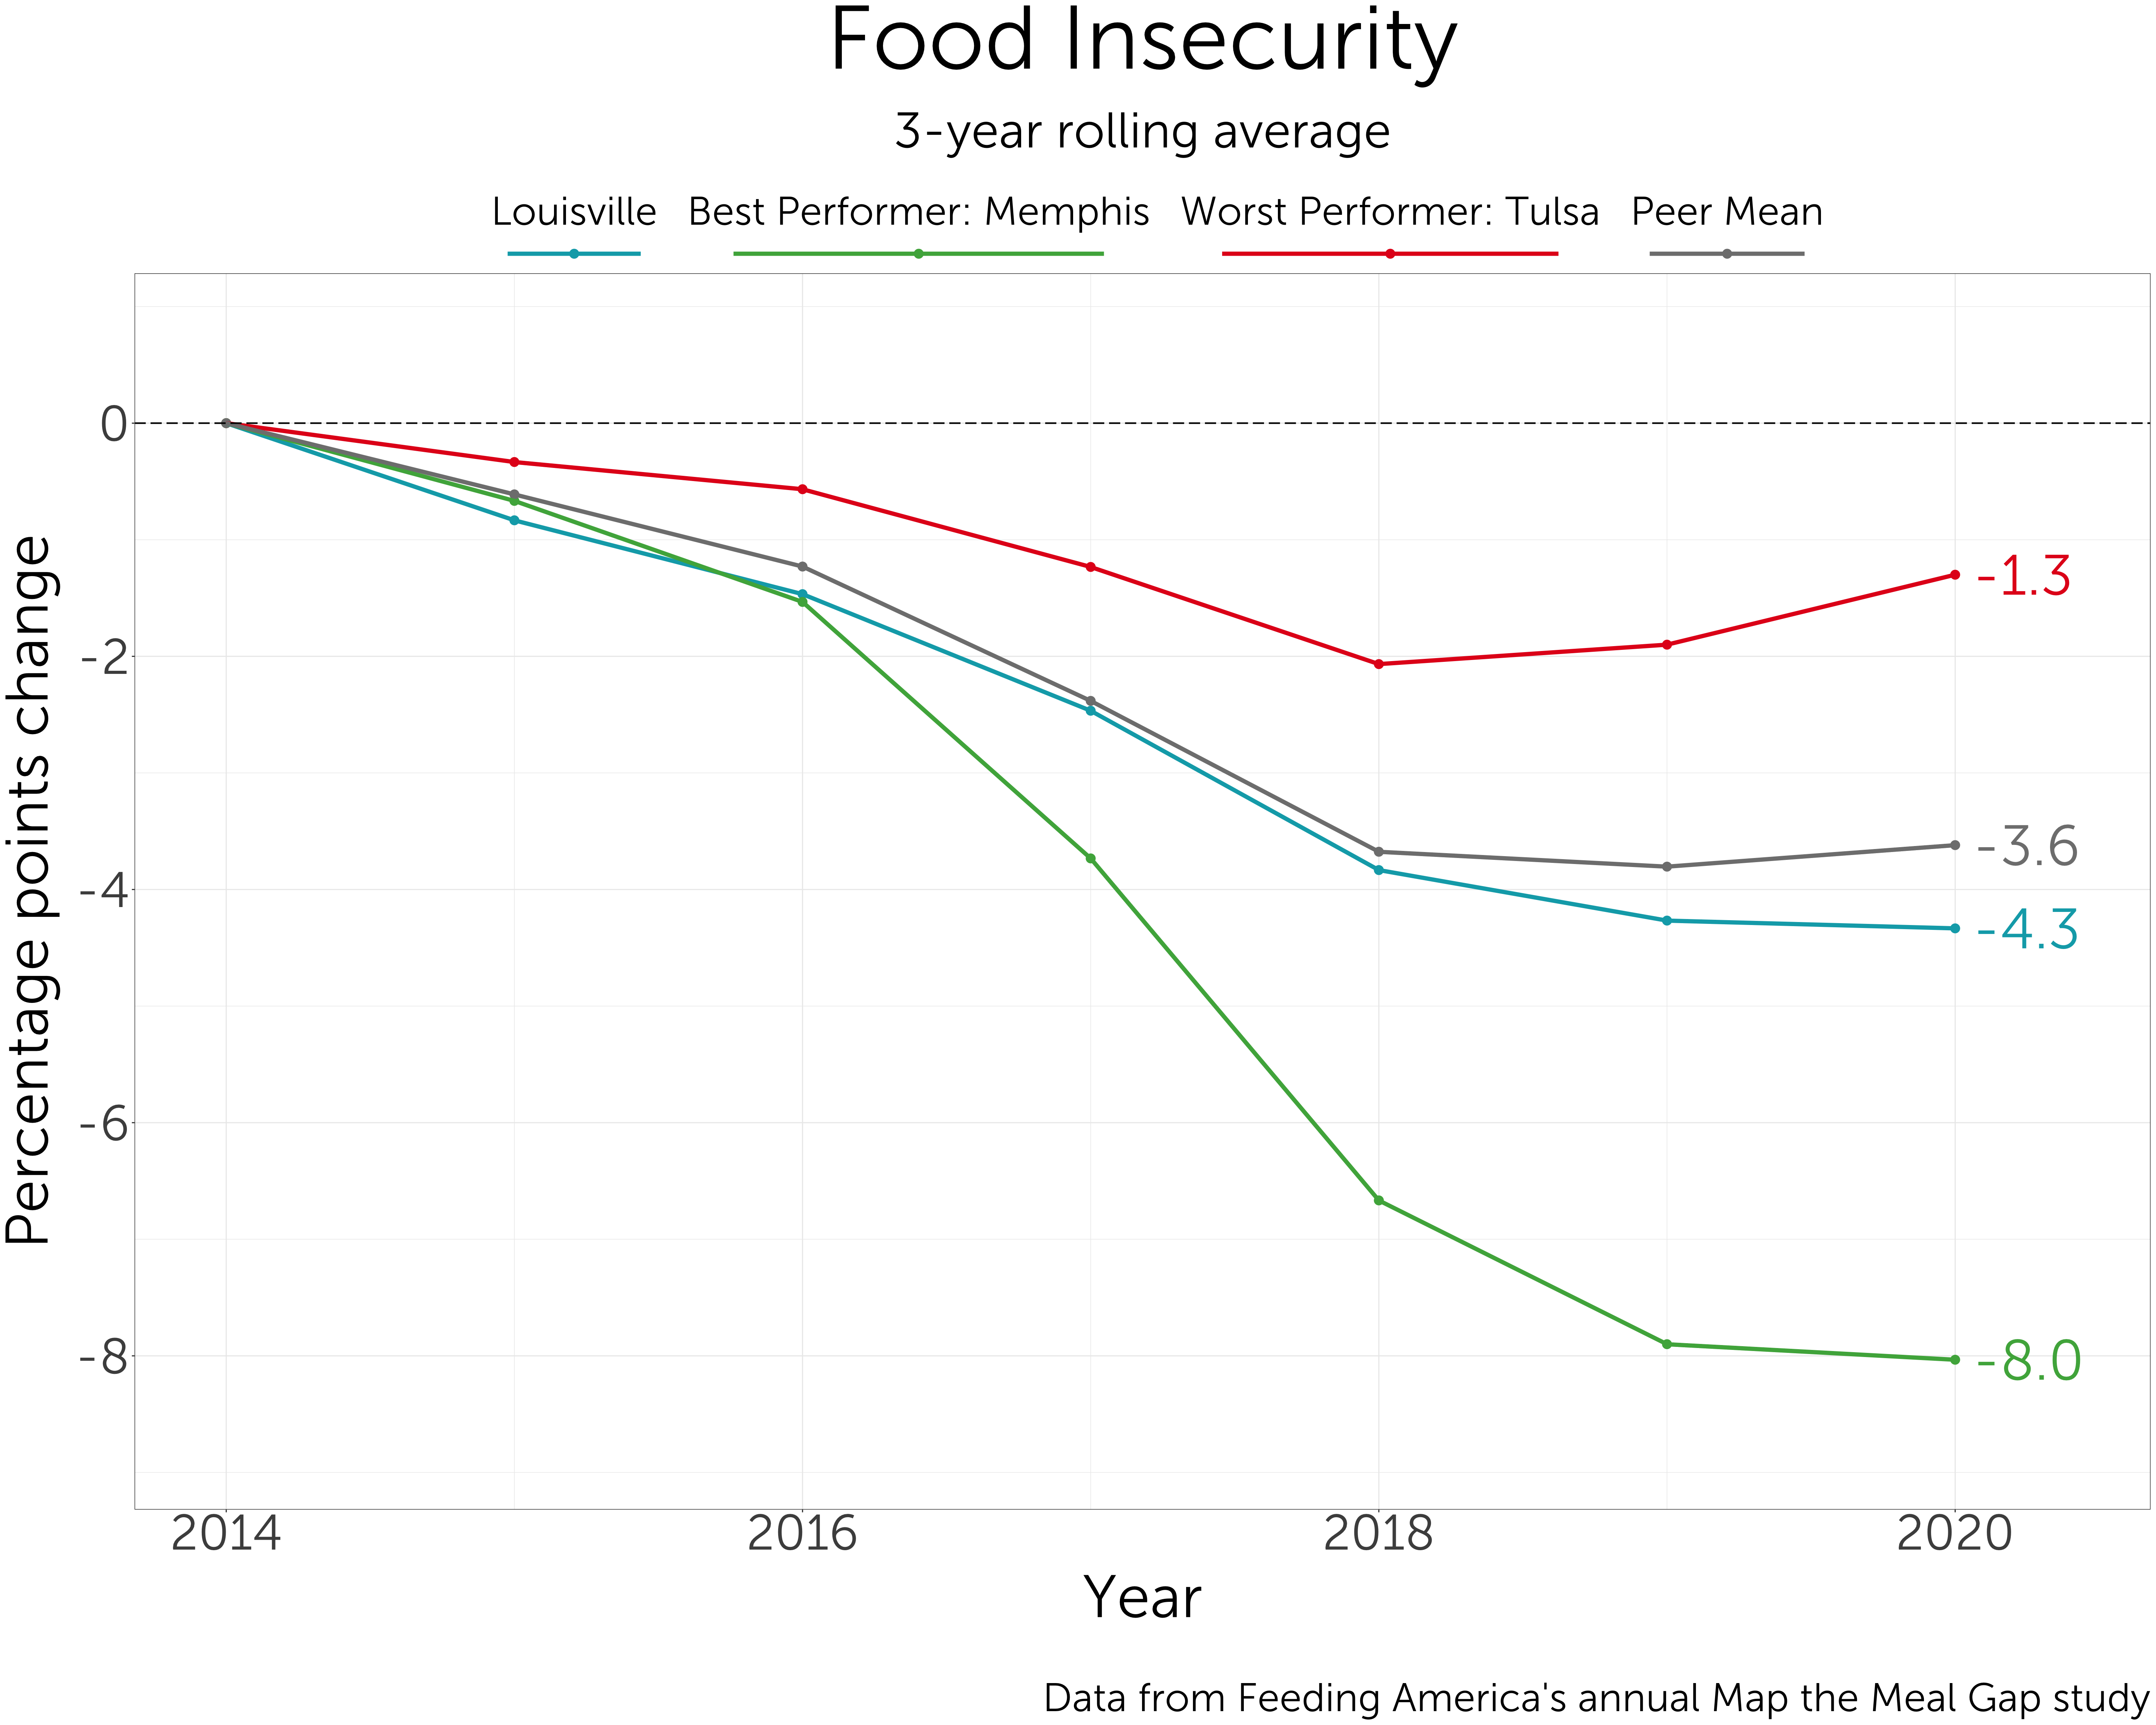 Food Insecurity
3-year rolling average
Louisville Best Performer: Memphis Worst Performer: Tulsa Peer Mean
Percentage points change
0
-2
-4
-6
-8
-1.3
-3.6
-4.3
-8.0
2014 2016 2018 2020
Year
Data from Feeding America's annual Map the Meal Gap study